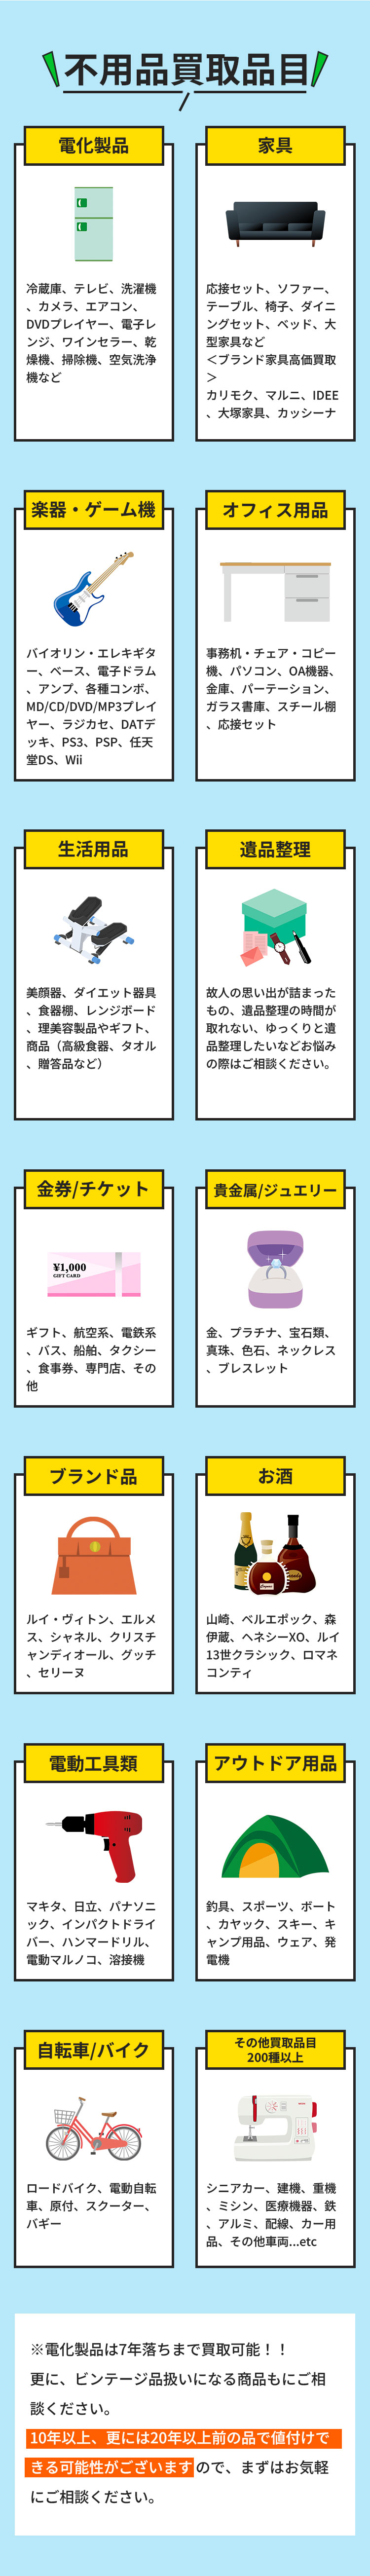 不用品買取品目
電化製品
冷蔵庫、テレビ、洗濯機
、カメラ、エアコン、
DVDプレイヤー、電子レ
ンジ、ワインセラー、乾
燥機、掃除機、空気洗浄
機など
家具
応接セット、ソファー、
テーブル、椅子、ダイニ
ングセット、ベッド、大
型家具など
＜ブランド家具高価買取
＞
カリモク、マルニ、IDEE
、大塚家具、カッシーナ
楽器・ゲーム機
バイオリン・エレキギタ
ー、ベース、電子ドラム
、アンプ、各種コンポ、
MD/CD/DVD/MP3プレイ
ヤー、ラジカセ、DATデ
ッキ、PS3、PSP、任天
堂DS、Wii
オフィス用品
事務机・チェア・コピー
機、パソコン、OA機器、
金庫、パーテーション、
ガラス書庫、スチール棚
、応接セット
生活用品
美顔器、ダイエット器具
、食器棚、レンジボード
、理美容製品やギフト、
商品（高級食器、タオル
、贈答品など）
遺品整理
故人の思い出が詰まった
もの、遺品整理の時間が
取れない、ゆっくりと遺
品整理したいなどお悩み
の際はご相談ください。
金券/チケット
¥1,000
GIFT CARD
ギフト、航空系、電鉄系
、バス、船舶、タクシー
、食事券、専門店、その
他
貴金属/ジュエリー
金、プラチナ、宝石類、
真珠、色石、ネックレス
、ブレスレット
ブランド品
ルイ・ヴィトン、エルメ
ス、シャネル、クリスチ
ャンディオール、グッチ
、セリーヌ
お酒
山崎、ベルエポック、森
伊蔵、ヘネシーXO、ルイ
13世クラシック、ロマネ
コンティ
電動工具類
マキタ、日立、パナソニ
ック、インパクトドライ
バー、ハンマードリル、
電動マルノコ、溶接機
アウトドア用品
釣具、スポーツ、ボート
、カヤック、スキー、キ
ャンプ用品、ウェア、発
電機
自転車/バイク
ロードバイク、電動自転
車、原付、スクーター、
バギー
その他買取品目
200種以上
シニアカー、建機、重機
、ミシン、医療機器、鉄
、アルミ、配線、カー用
品、その他車両...etc
※電化製品は7年落ちまで買取可能！！
更に、ビンテージ品扱いになる商品もにご相
談ください。
10年以上、更には20年以上前の品で値付けで
きる可能性がございますので、まずはお気軽
にご相談ください。